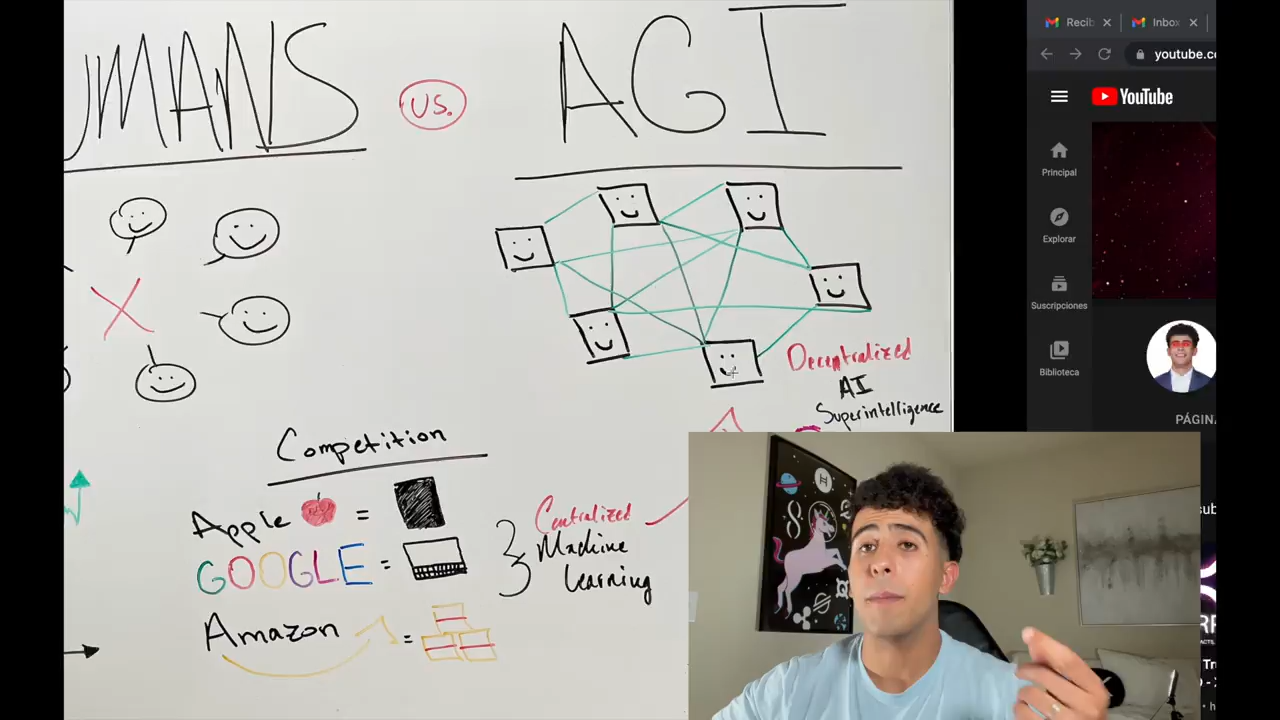 UMANS
vs.
AGI
Decentralized
AI
Superintelligence
Competition
Apple =
GOOGLE =
Amazon =
Centralized
Machine
Learning
Recib
Inbox
youtube.c
YouTube
Principal
Explorar
Suscripciones
Biblioteca
PÁGIN